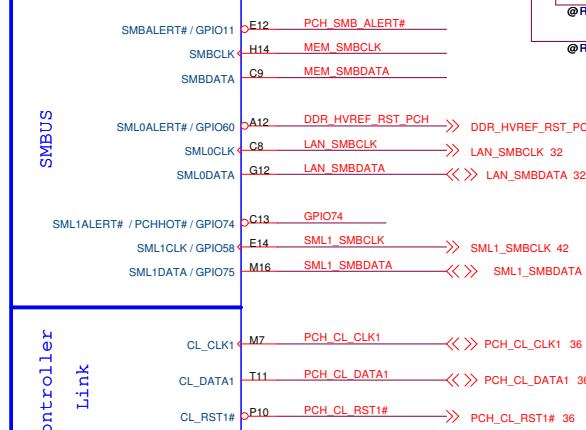 @R
@R
SMBUS
SMBALERT# / GPIO11 E12 PCH_SMB_ALERT#
SMBCLK H14 MEM_SMBCLK
SMBDATA C9 MEM_SMBDATA
SML0ALERT# / GPIO60 A12 DDR_HVREF_RST_PCH DDR_HVREF_RST_PC
SML0CLK C8 LAN_SMBCLK LAN_SMBCLK 32
SML0DATA G12 LAN_SMBDATA LAN_SMBDATA 32
SML1ALERT# / PCHHOT# / GPIO74 C13 GPIO74
SML1CLK / GPIO58 E14 SML1_SMBCLK SML1_SMBCLK 42
SML1DATA / GPIO75 M16 SML1_SMBDATA SML1_SMBDATA
ontroller
Link
CL_CLK1 M7 PCH_CL_CLK1 PCH_CL_CLK1 36
CL_DATA1 T11 PCH_CL_DATA1 PCH_CL_DATA1 36
CL_RST1# P10 PCH_CL_RST1# PCH_CL_RST1# 36